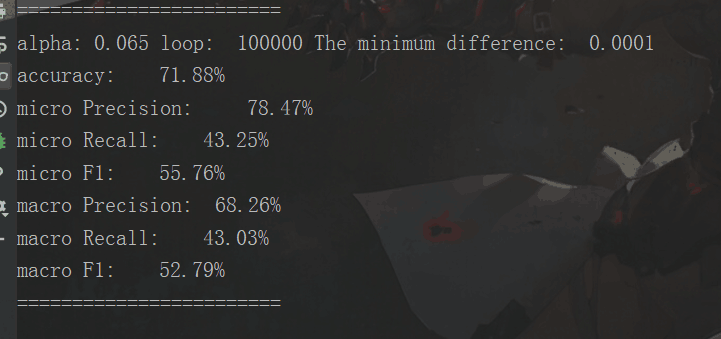 ========================
alpha: 0.065 loop:  100000 The minimum difference:  0.0001
accuracy:    71.88%
micro Precision:     78.47%
micro Recall:    43.25%
micro F1:    55.76%
macro Precision:  68.26%
macro Recall:    43.03%
macro F1:    52.79%
========================